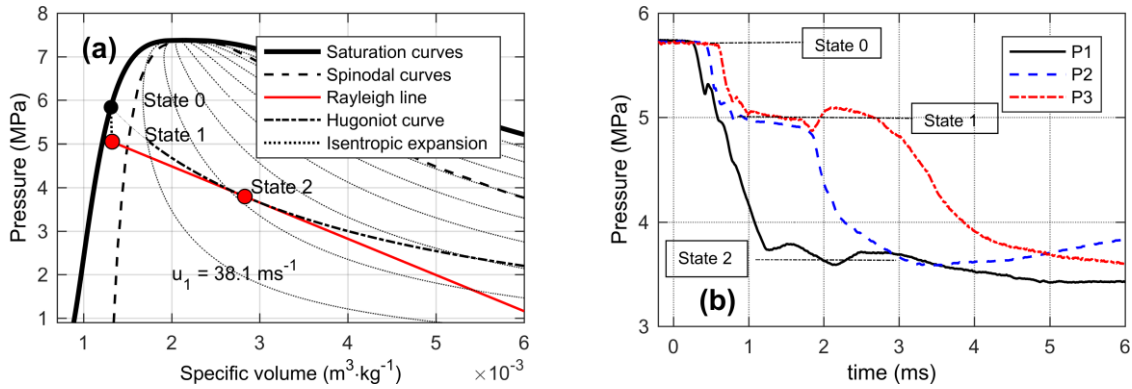 (a)
Saturation curves
Spinodal curves
Rayleigh line
Hugoniot curve
Isentropic expansion
State 0
State 1
State 2
u₁ = 38.1 ms⁻¹
8
7
6
5
4
3
2
1
Pressure (MPa)
1 2 3 4 5 6
Specific volume (m³·kg⁻¹)
× 10⁻³
6
5
4
3
Pressure (MPa)
State 0
P1
P2
P3
State 1
State 2
(b)
0 1 2 3 4 5 6
time (ms)